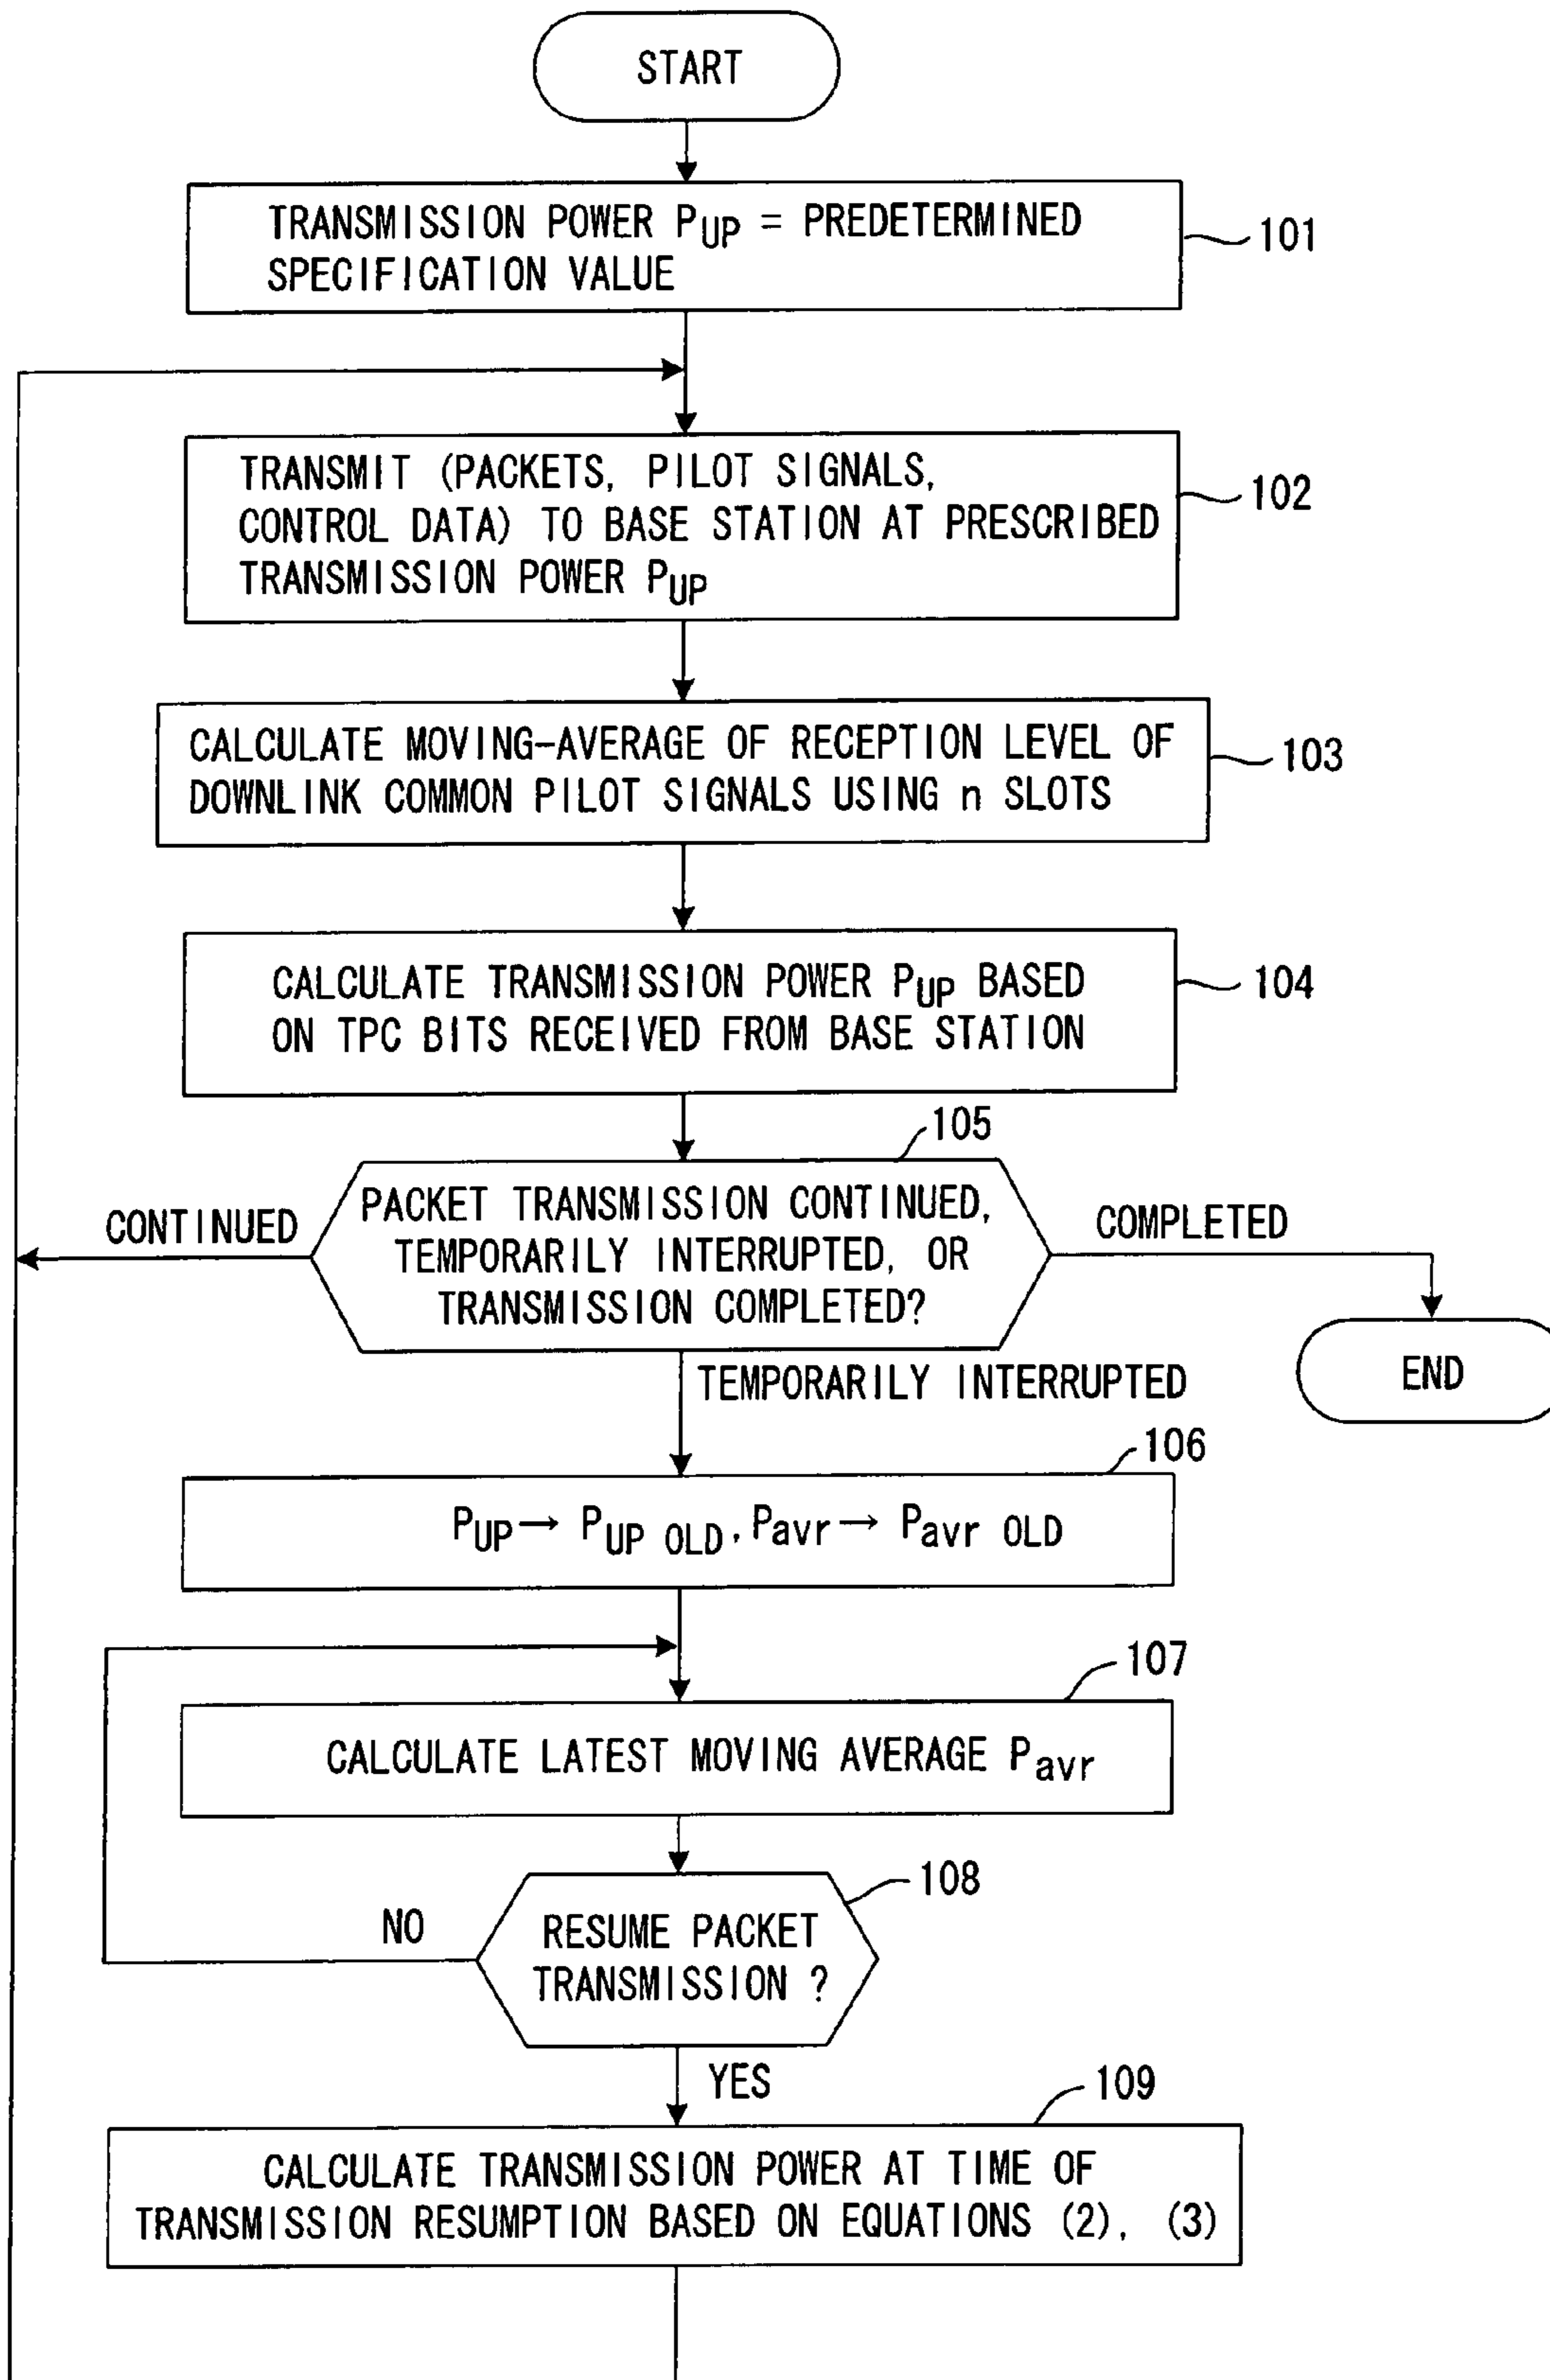 START
TRANSMISSION POWER PUP = PREDETERMINED
SPECIFICATION VALUE
101
TRANSMIT (PACKETS, PILOT SIGNALS,
CONTROL DATA) TO BASE STATION AT PRESCRIBED
TRANSMISSION POWER PUP
102
CALCULATE MOVING-AVERAGE OF RECEPTION LEVEL OF
DOWNLINK COMMON PILOT SIGNALS USING n SLOTS
103
CALCULATE TRANSMISSION POWER PUP BASED
ON TPC BITS RECEIVED FROM BASE STATION
104
105
PACKET TRANSMISSION CONTINUED,
TEMPORARILY INTERRUPTED, OR
TRANSMISSION COMPLETED?
CONTINUED
COMPLETED
END
TEMPORARILY INTERRUPTED
106
PUP → PUP OLD, Pavr → Pavr OLD
107
CALCULATE LATEST MOVING AVERAGE Pavr
108
RESUME PACKET
TRANSMISSION ?
NO
YES
109
CALCULATE TRANSMISSION POWER AT TIME OF
TRANSMISSION RESUMPTION BASED ON EQUATIONS (2), (3)